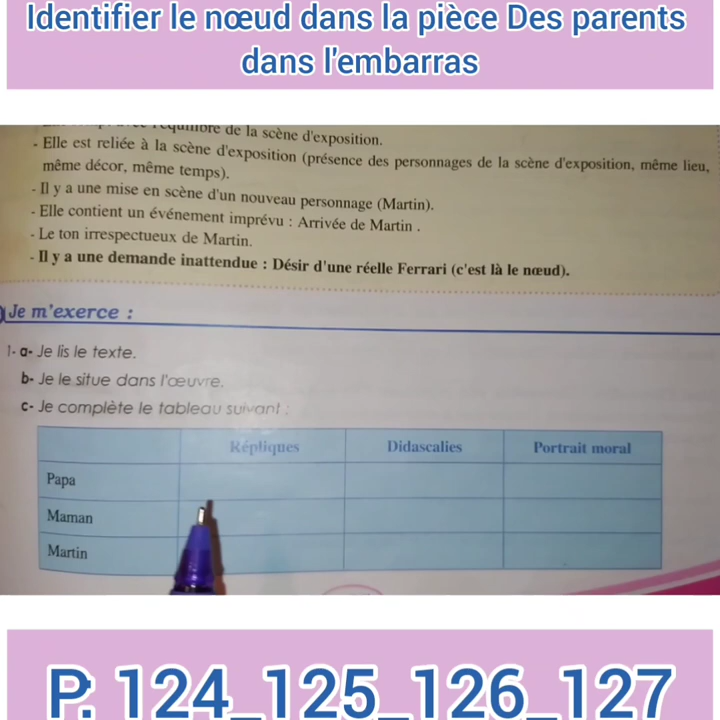 Identifier le nœud dans la pièce Des parents
dans l'embarras
l'équilibre de la scène d'exposition.
- Elle est reliée à la scène d'exposition (présence des personnages de la scène d'exposition, même lieu,
même décor, même temps).
- Il y a une mise en scène d'un nouveau personnage (Martin).
- Elle contient un événement imprévu : Arrivée de Martin .
- Le ton irrespectueux de Martin.
- Il y a une demande inattendue : Désir d'une réelle Ferrari (c'est là le nœud).
Je m'exerce :
1- a- Je lis le texte.
b- Je le situe dans l'œuvre.
c- Je complète le tableau suivant :
Répliques Didascalies Portrait moral
Papa
Maman
Martin
P. 124_125_126_127